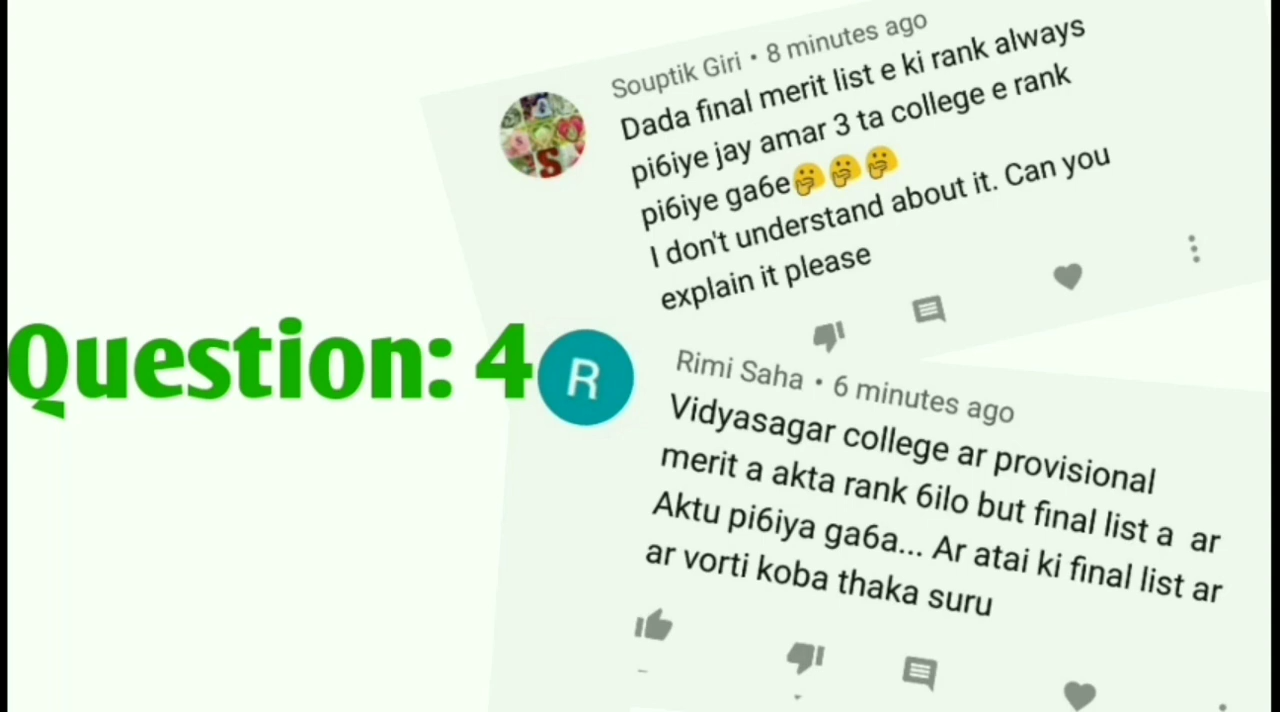 Souptik Giri • 8 minutes ago
Dada final merit list e ki rank always
pi6iye jay amar 3 ta college e rank
pi6iye ga6e🤔🤔🤔
I don't understand about it. Can you
explain it please
Question: 4
R
Rimi Saha • 6 minutes ago
Vidyasagar college ar provisional
merit a akta rank 6ilo but final list a ar
Aktu pi6iya ga6a... Ar atai ki final list ar
ar vorti koba thaka suru